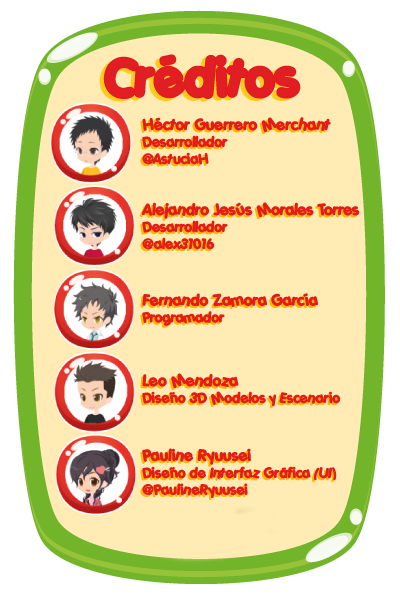 Créditos
Héctor Guerrero Merchant
Desarrollador
@AstuciaH
Alejandro Jesús Morales Torres
Desarrollador
@alex31016
Fernando Zamora García
Programador
Leo Mendoza
Diseño 3D Modelos y Escenario
Pauline Ryuusei
Diseño de Interfaz Gráfica (UI)
@PaulineRyuusei